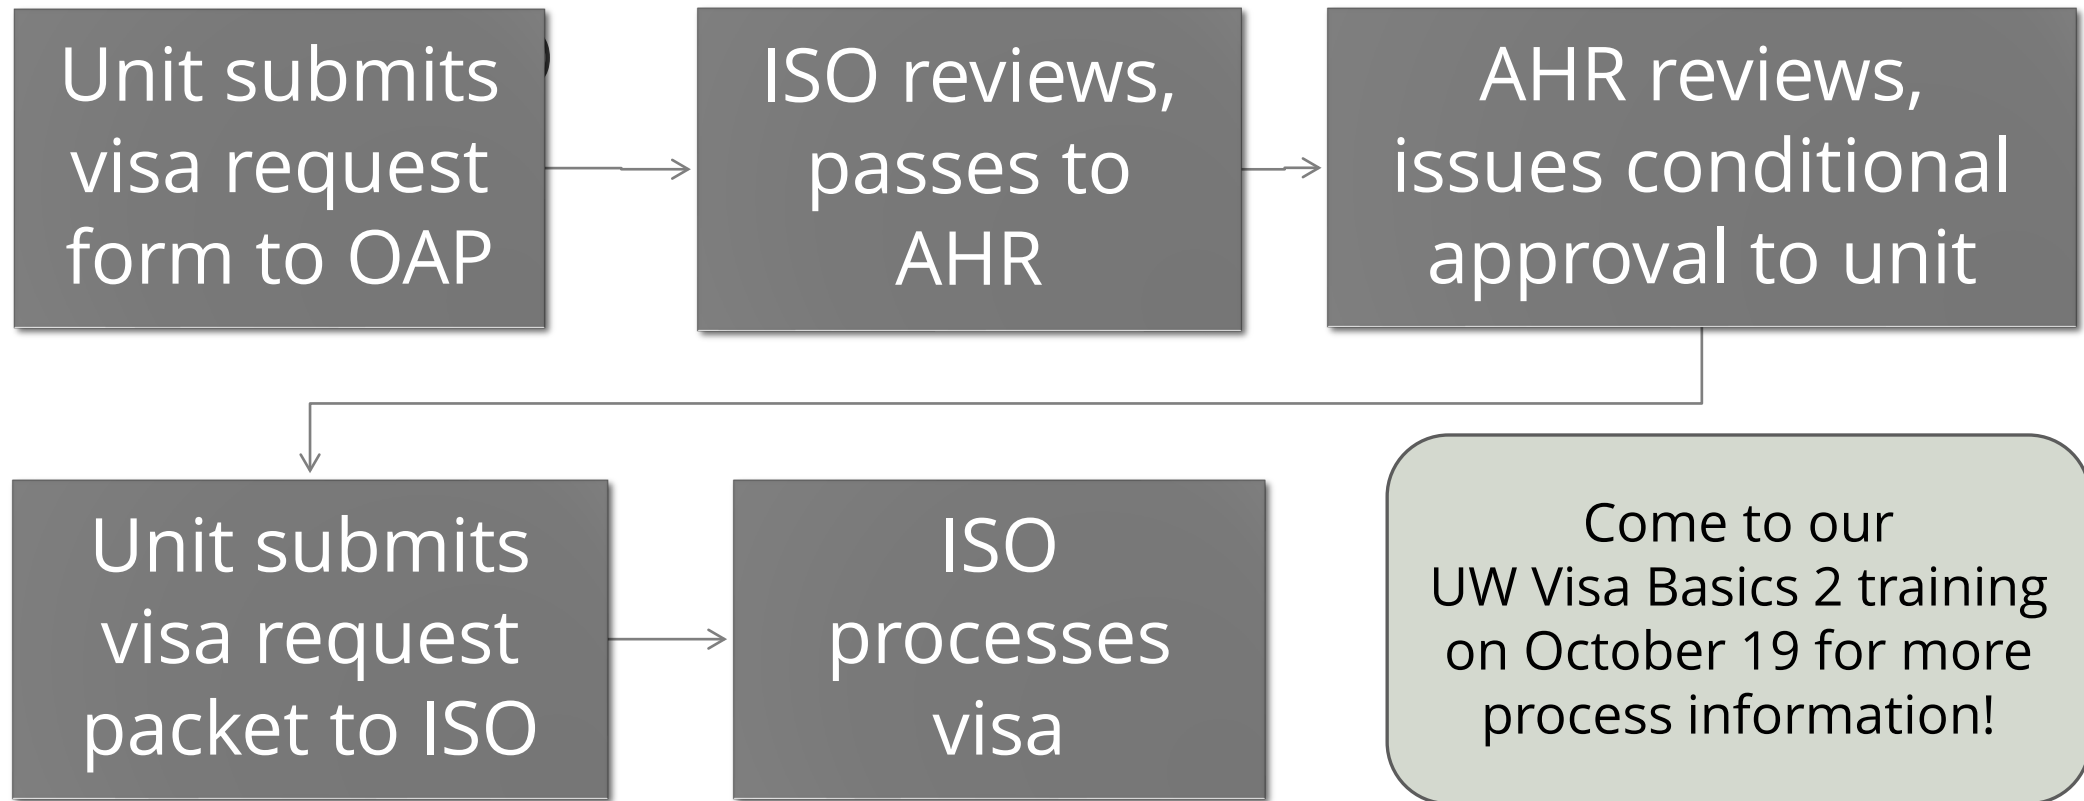 Unit submits
visa request
form to OAP
ISO reviews,
passes to
AHR
AHR reviews,
issues conditional
approval to unit
Unit submits
visa request
packet to ISO
ISO
processes
visa
Come to our
UW Visa Basics 2 training
on October 19 for more
process information!